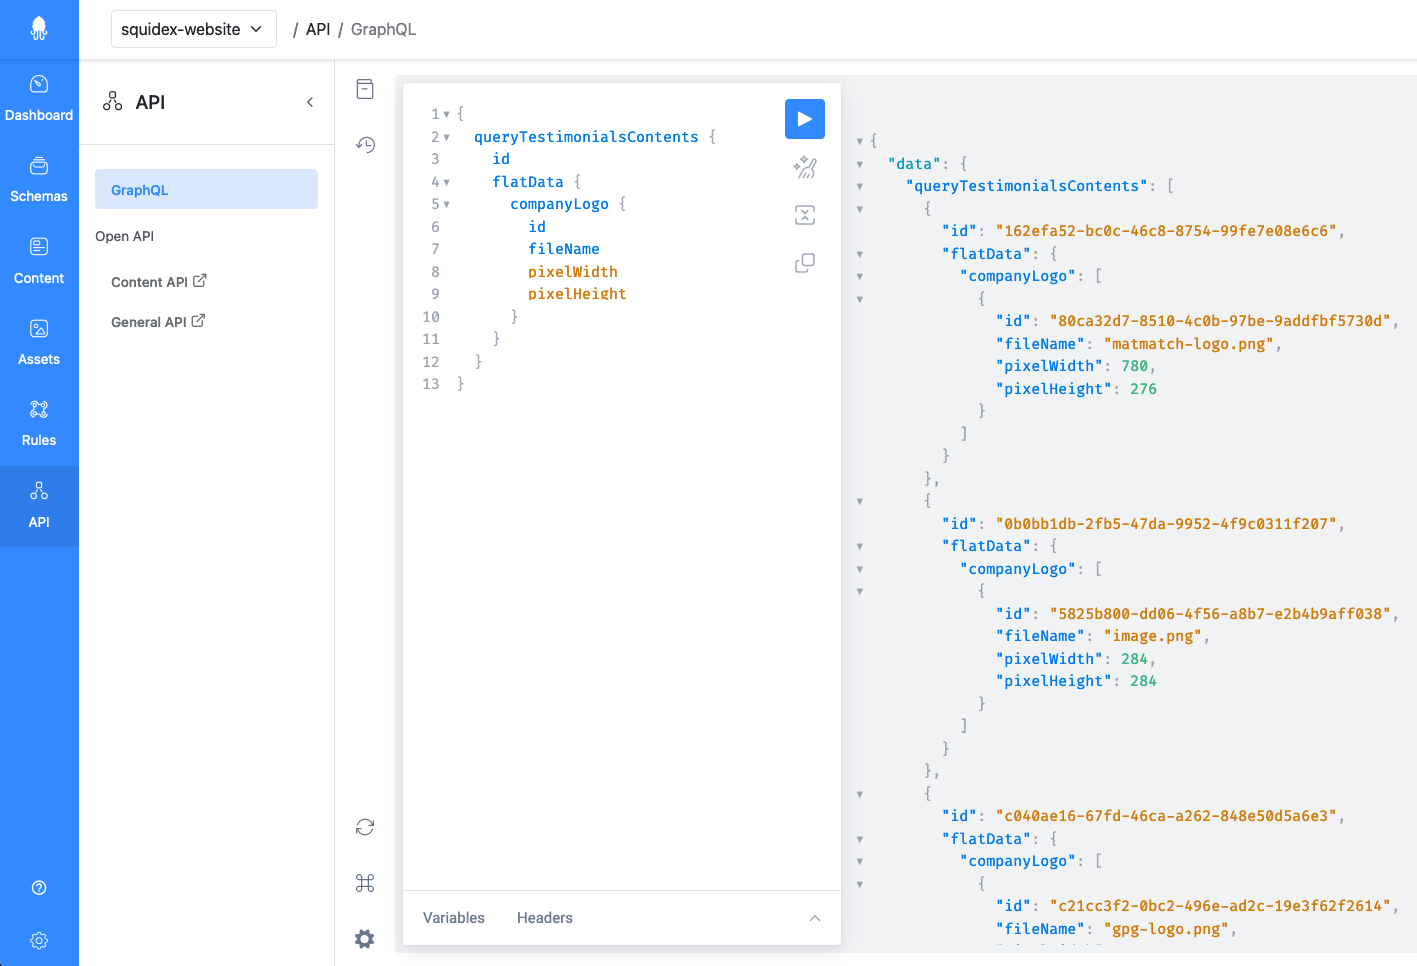 squidex-website / API / GraphQL
Dashboard
Schemas
Content
Assets
Rules
API
API
GraphQL
Open API
Content API
General API
1 {
2 queryTestimonialsContents {
3 id
4 flatData {
5 companyLogo {
6 id
7 fileName
8 pixelWidth
9 pixelHeight
10 }
11 }
12 }
13 }
Variables Headers
{
"data": {
"queryTestimonialsContents": [
{
"id": "162efa52-bc0c-46c8-8754-99fe7e08e6c6",
"flatData": {
"companyLogo": [
{
"id": "80ca32d7-8510-4c0b-97be-9addfbf5730d",
"fileName": "matmatch-logo.png",
"pixelWidth": 780,
"pixelHeight": 276
}
]
}
},
{
"id": "0b0bb1db-2fb5-47da-9952-4f9c0311f207",
"flatData": {
"companyLogo": [
{
"id": "5825b800-dd06-4f56-a8b7-e2b4b9aff038",
"fileName": "image.png",
"pixelWidth": 284,
"pixelHeight": 284
}
]
}
},
{
"id": "c040ae16-67fd-46ca-a262-848e50d5a6e3",
"flatData": {
"companyLogo": [
{
"id": "c21cc3f2-0bc2-496e-ad2c-19e3f62f2614",
"fileName": "gpg-logo.png",